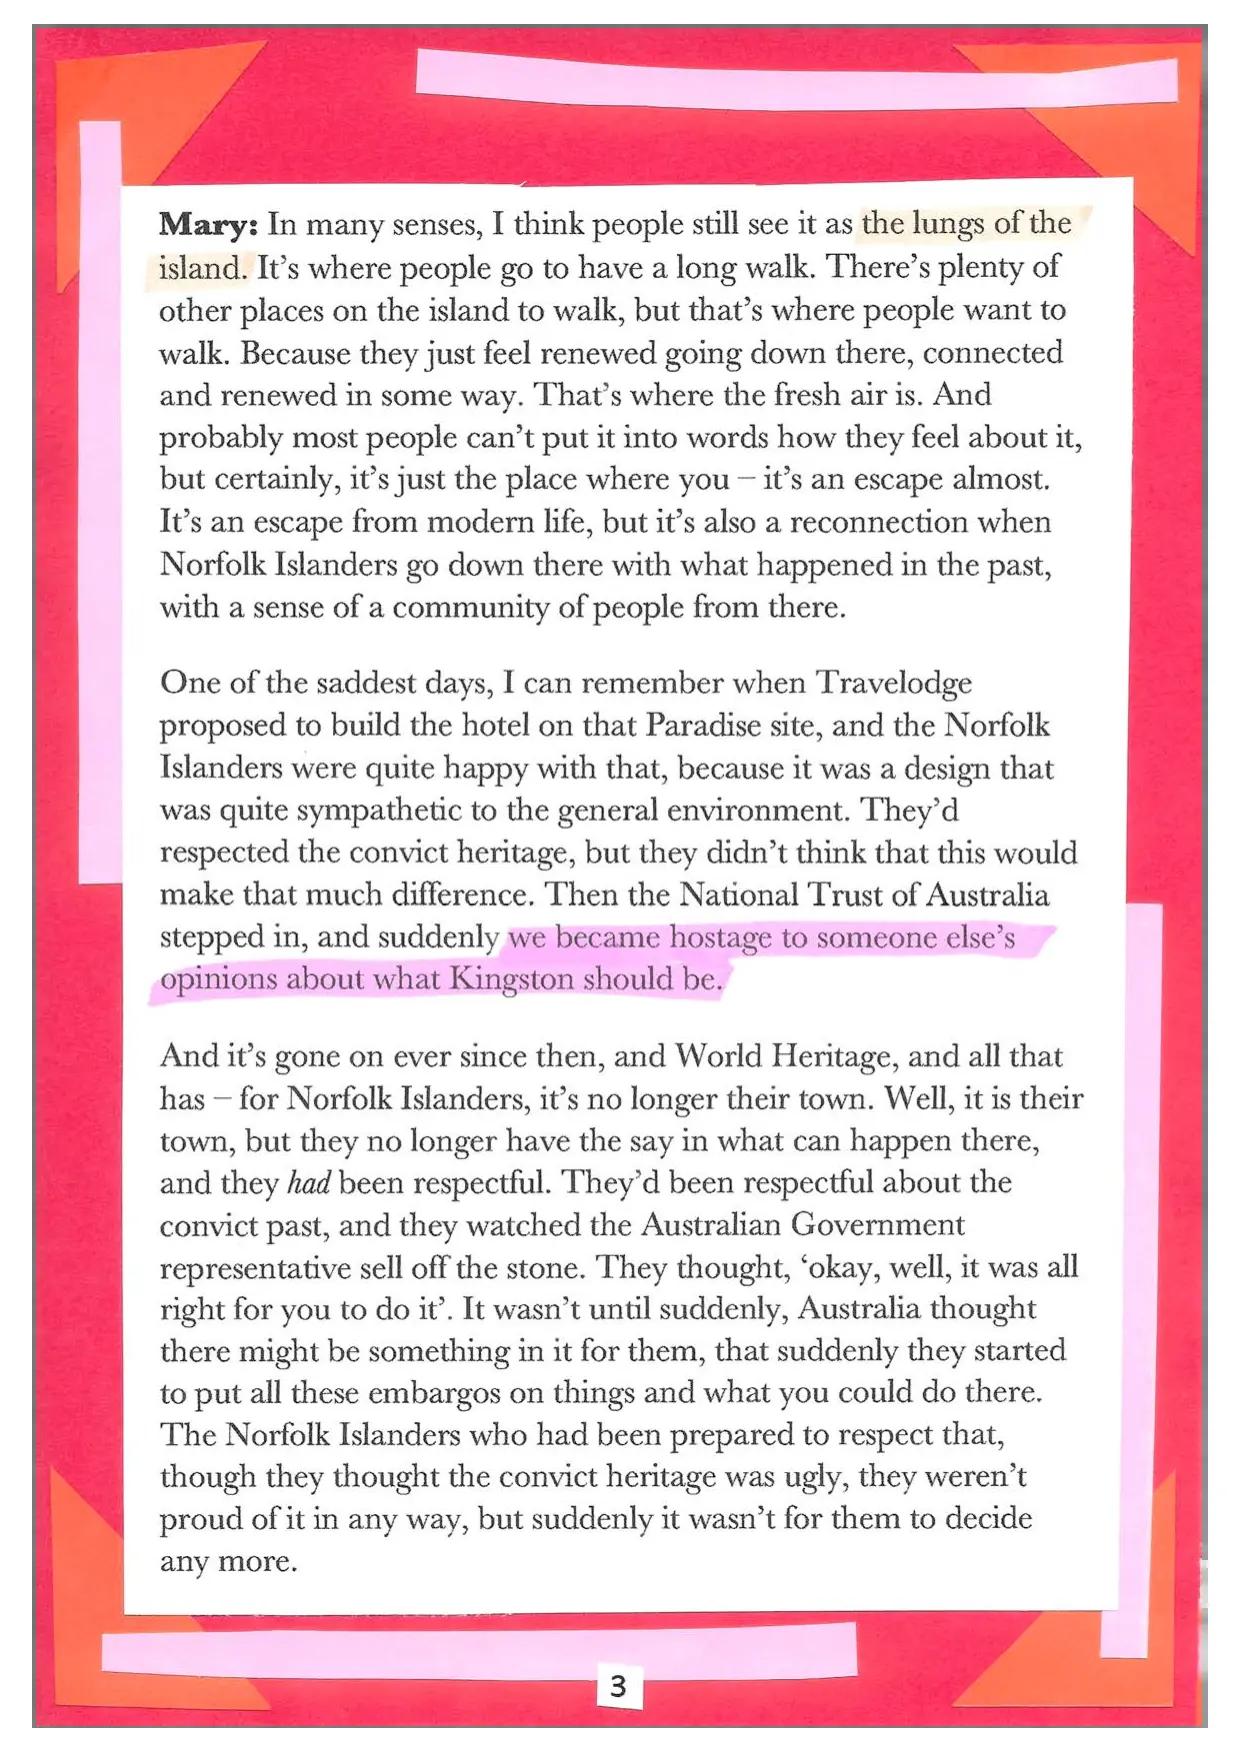 Mary: In many senses, I think people still see it as the lungs of the
island. It’s where people go to have a long walk. There’s plenty of
other places on the island to walk, but that’s where people want to
walk. Because they just feel renewed going down there, connected
and renewed in some way. That’s where the fresh air is. And
probably most people can’t put it into words how they feel about it,
but certainly, it’s just the place where you – it’s an escape almost.
It’s an escape from modern life, but it’s also a reconnection when
Norfolk Islanders go down there with what happened in the past,
with a sense of a community of people from there.
One of the saddest days, I can remember when Travelodge
proposed to build the hotel on that Paradise site, and the Norfolk
Islanders were quite happy with that, because it was a design that
was quite sympathetic to the general environment. They’d
respected the convict heritage, but they didn’t think that this would
make that much difference. Then the National Trust of Australia
stepped in, and suddenly we became hostage to someone else’s
opinions about what Kingston should be.
And it’s gone on ever since then, and World Heritage, and all that
has – for Norfolk Islanders, it’s no longer their town. Well, it is their
town, but they no longer have the say in what can happen there,
and they had been respectful. They’d been respectful about the
convict past, and they watched the Australian Government
representative sell off the stone. They thought, ‘okay, well, it was all
right for you to do it’. It wasn’t until suddenly, Australia thought
there might be something in it for them, that suddenly they started
to put all these embargos on things and what you could do there.
The Norfolk Islanders who had been prepared to respect that,
though they thought the convict heritage was ugly, they weren’t
proud of it in any way, but suddenly it wasn’t for them to decide
any more.
3